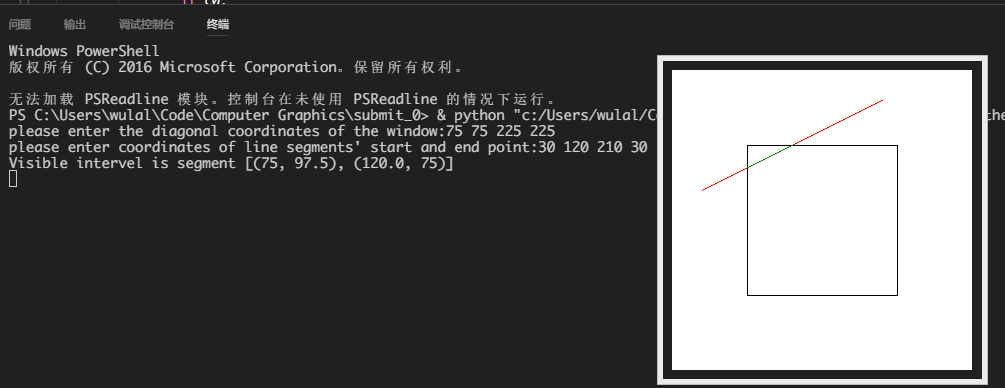 问题 输出 调试控制台 终端
Windows PowerShell
版权所有 (C) 2016 Microsoft Corporation。保留所有权利。
无法加载 PSReadline 模块。控制台在未使用 PSReadline 的情况下运行。
PS C:\Users\wulal\Code\Computer Graphics\submit_0> & python "c:/Users/wulal/Co
please enter the diagonal coordinates of the window:75 75 225 225
please enter coordinates of line segments' start and end point:30 120 210 30
Visible intervel is segment [(75, 97.5), (120.0, 75)]